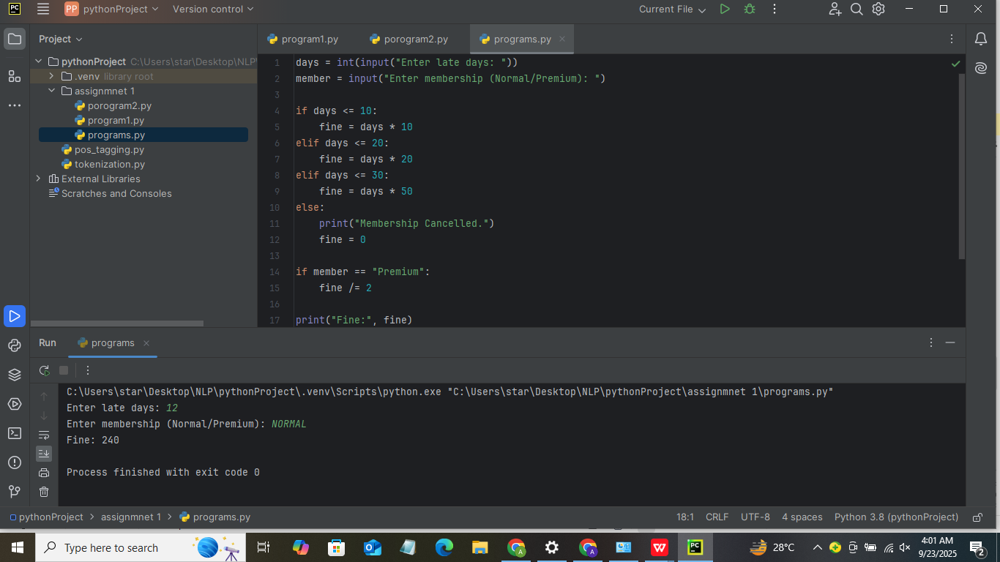 PC
PP pythonProject Version control Current File
Project
program1.py porogram2.py programs.py
pythonProject C:\Users\star\Desktop\NLP\
.venv library root
assignmnet 1
porogram2.py
program1.py
programs.py
pos_tagging.py
tokenization.py
External Libraries
Scratches and Consoles
1 days = int(input("Enter late days: "))
2 member = input("Enter membership (Normal/Premium): ")
3
4 if days <= 10:
5 fine = days * 10
6 elif days <= 20:
7 fine = days * 20
8 elif days <= 30:
9 fine = days * 50
10 else:
11 print("Membership Cancelled.")
12 fine = 0
13
14 if member == "Premium":
15 fine /= 2
16
17 print("Fine:", fine)
Run programs
C:\Users\star\Desktop\NLP\pythonProject\.venv\Scripts\python.exe "C:\Users\star\Desktop\NLP\pythonProject\assignmnet 1\programs.py"
Enter late days: 12
Enter membership (Normal/Premium): NORMAL
Fine: 240
Process finished with exit code 0
pythonProject > assignmnet 1 > programs.py 18:1 CRLF UTF-8 4 spaces Python 3.8 (pythonProject)
Type here to search A A W PC 28°C 4:01 AM
9/23/2025 2